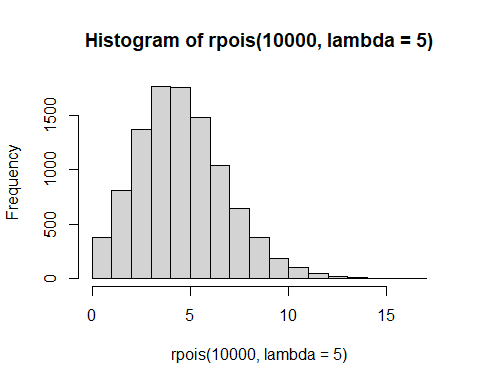 Histogram of rpois(10000, lambda = 5)
Frequency
1500
1000
500
0
0 5 10 15
rpois(10000, lambda = 5)